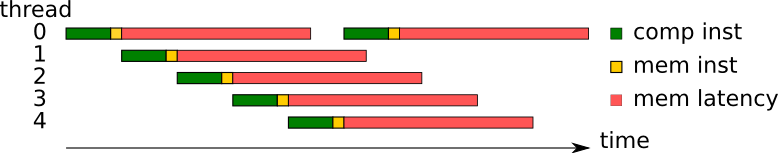 thread
0
1
2
3
4
comp inst
mem inst
mem latency
time